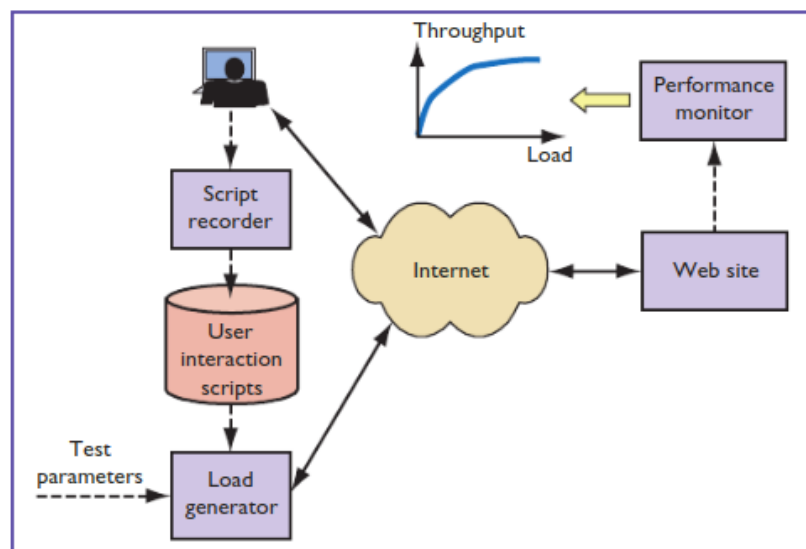 Throughput
Load
Performance
monitor
Script
recorder
Internet
Web site
User
interaction
scripts
Test
parameters
Load
generator